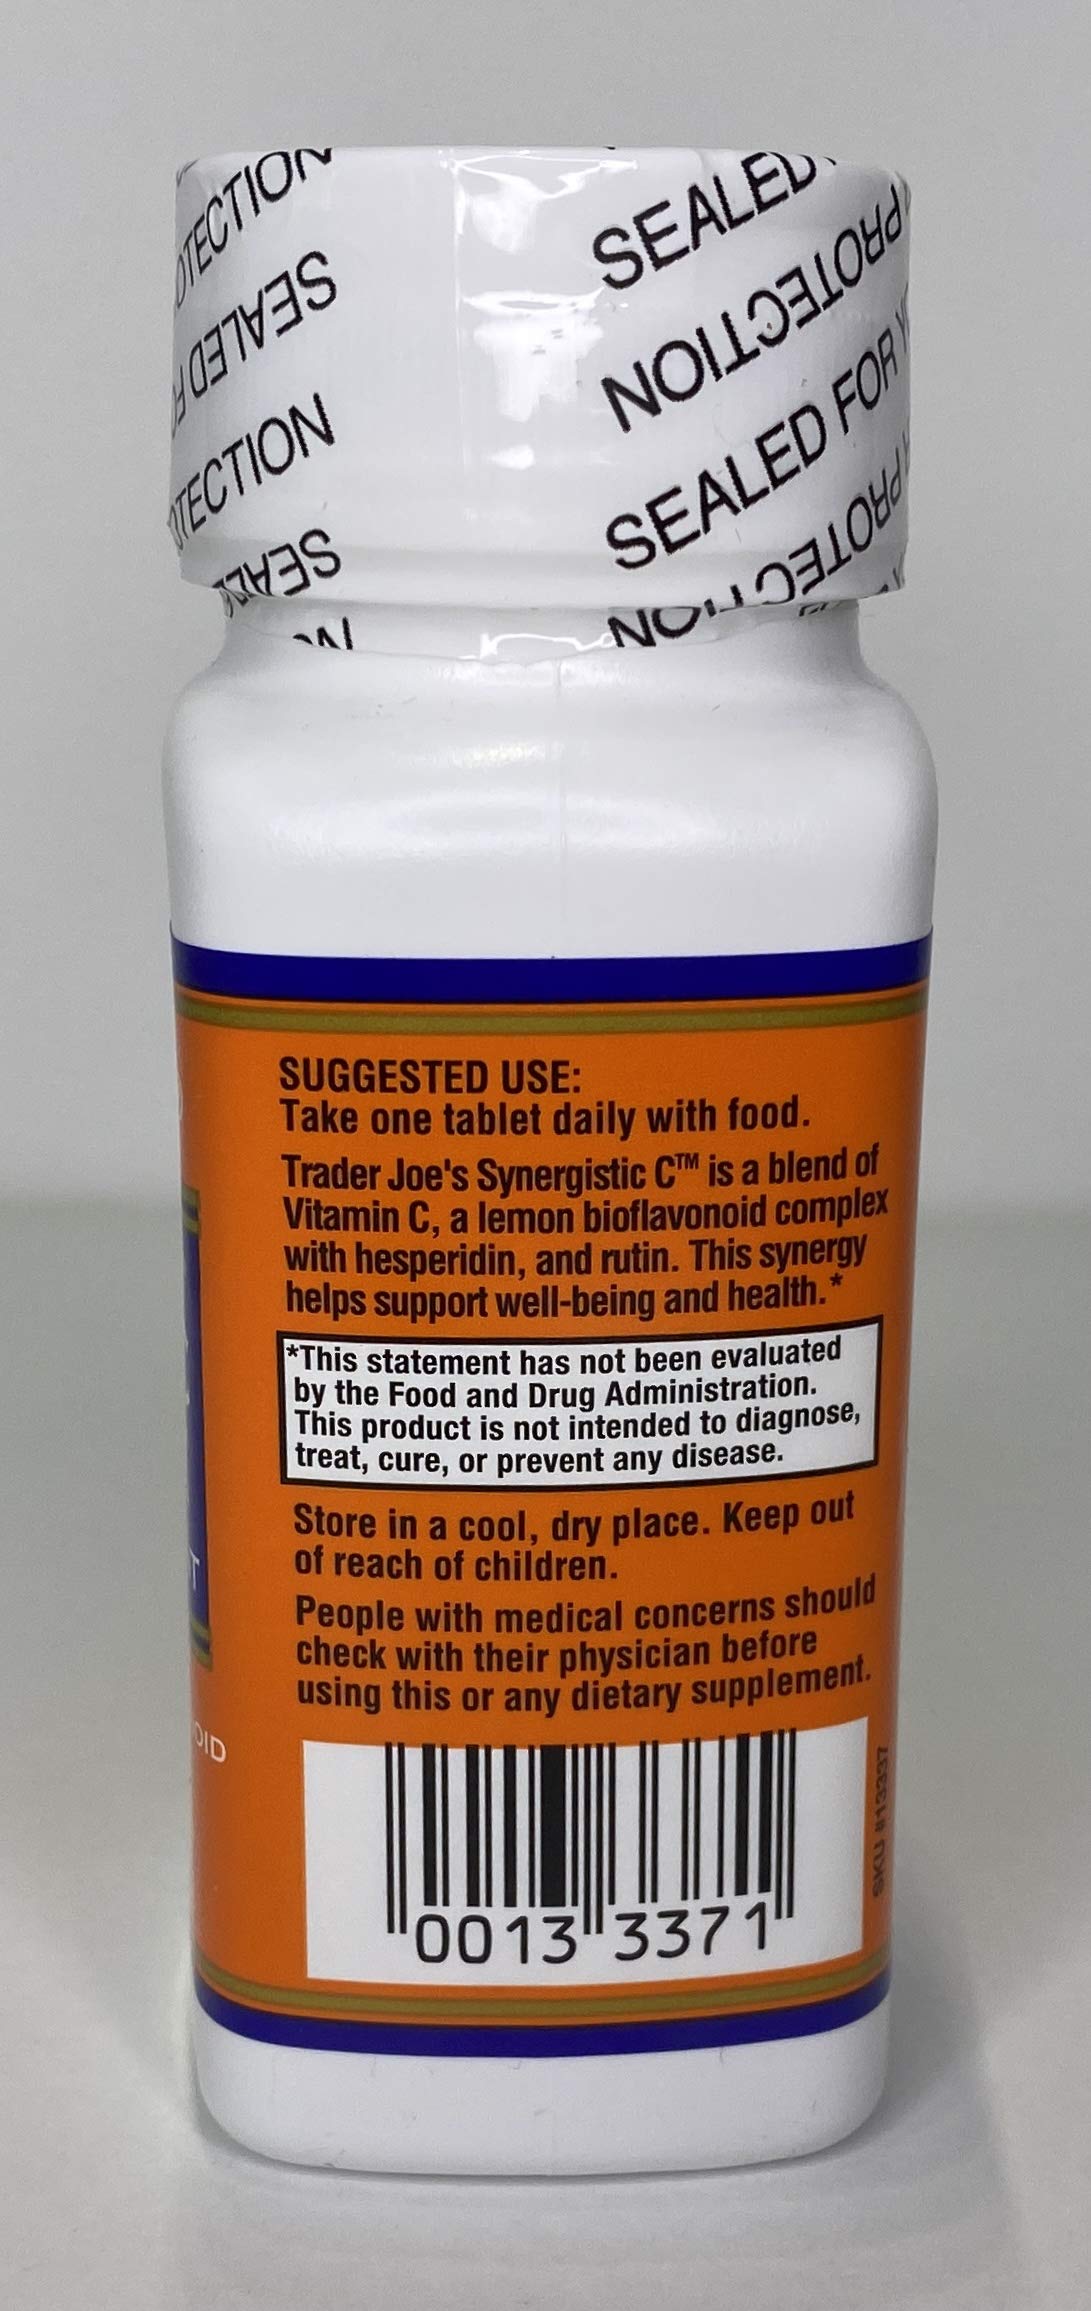 SEALED
PROTECTION
SEALED FOR
PROTECTION
SEALED
SUGGESTED USE:
Take one tablet daily with food.
Trader Joe's Synergistic C™ is a blend of
Vitamin C, a lemon bioflavonoid complex
with hesperidin, and rutin. This synergy
helps support well-being and health.*
*This statement has not been evaluated
by the Food and Drug Administration.
This product is not intended to diagnose,
treat, cure, or prevent any disease.
Store in a cool, dry place. Keep out
of reach of children.
People with medical concerns should
check with their physician before
using this or any dietary supplement.
SKU #13337
0013 3371